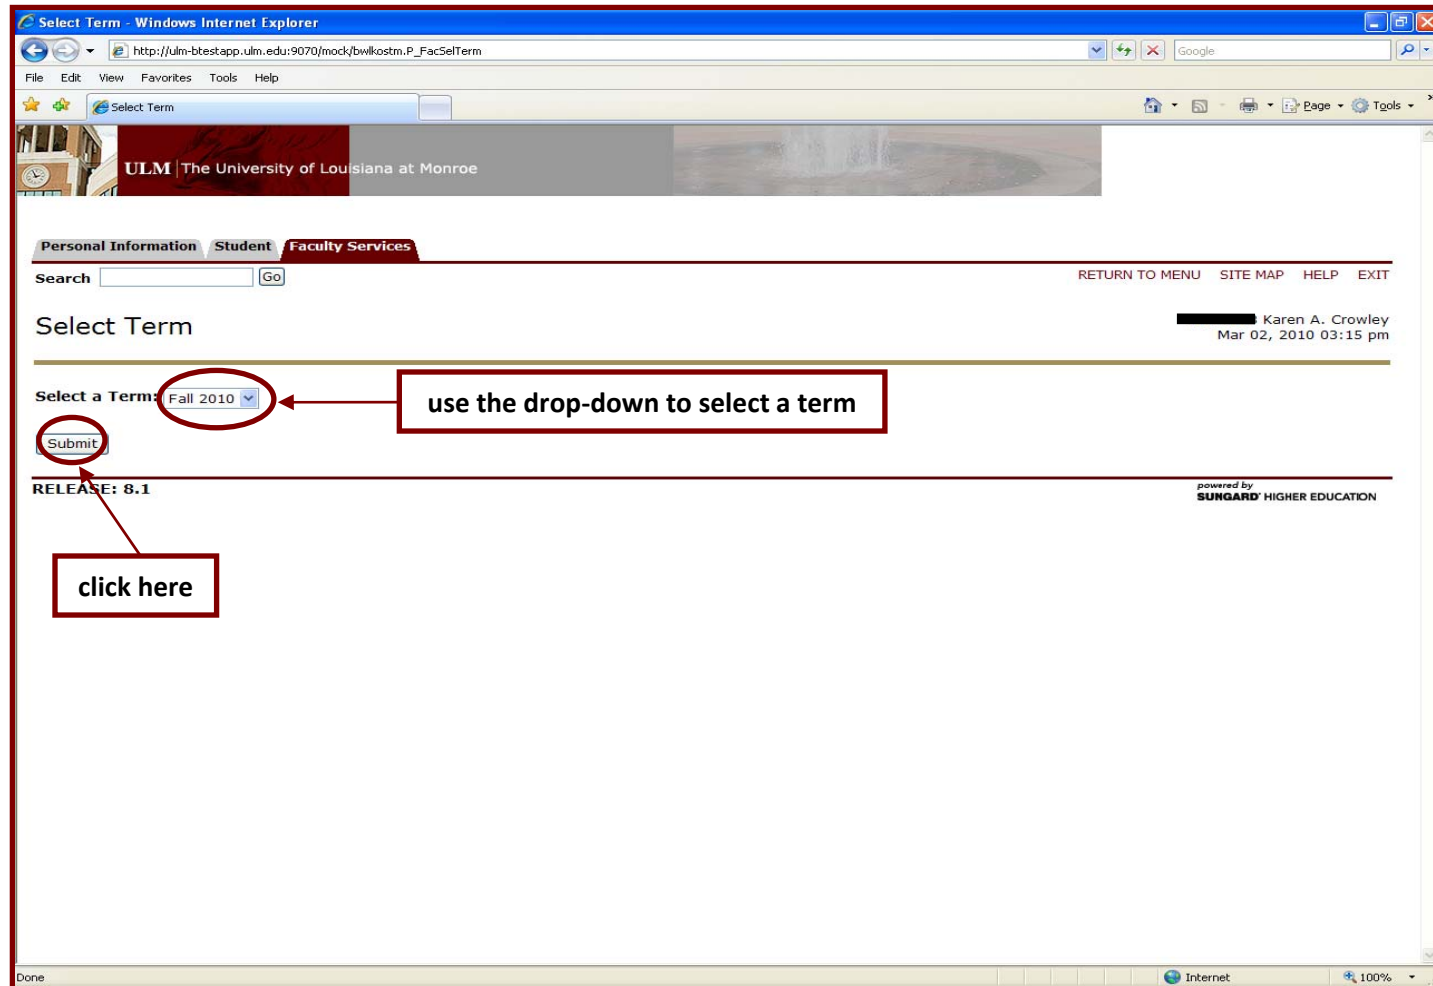 Select Term - Windows Internet Explorer
http://ulm-btestapp.ulm.edu:9070/mock/bwlkostm.P_FacSelTerm
Google
File Edit View Favorites Tools Help
Select Term
Page Tools
ULM | The University of Louisiana at Monroe
Personal Information Student Faculty Services
Search Go
RETURN TO MENU SITE MAP HELP EXIT
Select Term
Karen A. Crowley
Mar 02, 2010 03:15 pm
Select a Term: Fall 2010
use the drop-down to select a term
Submit
RELEASE: 8.1
powered by
SUNGARD HIGHER EDUCATION
click here
Done Internet 100%